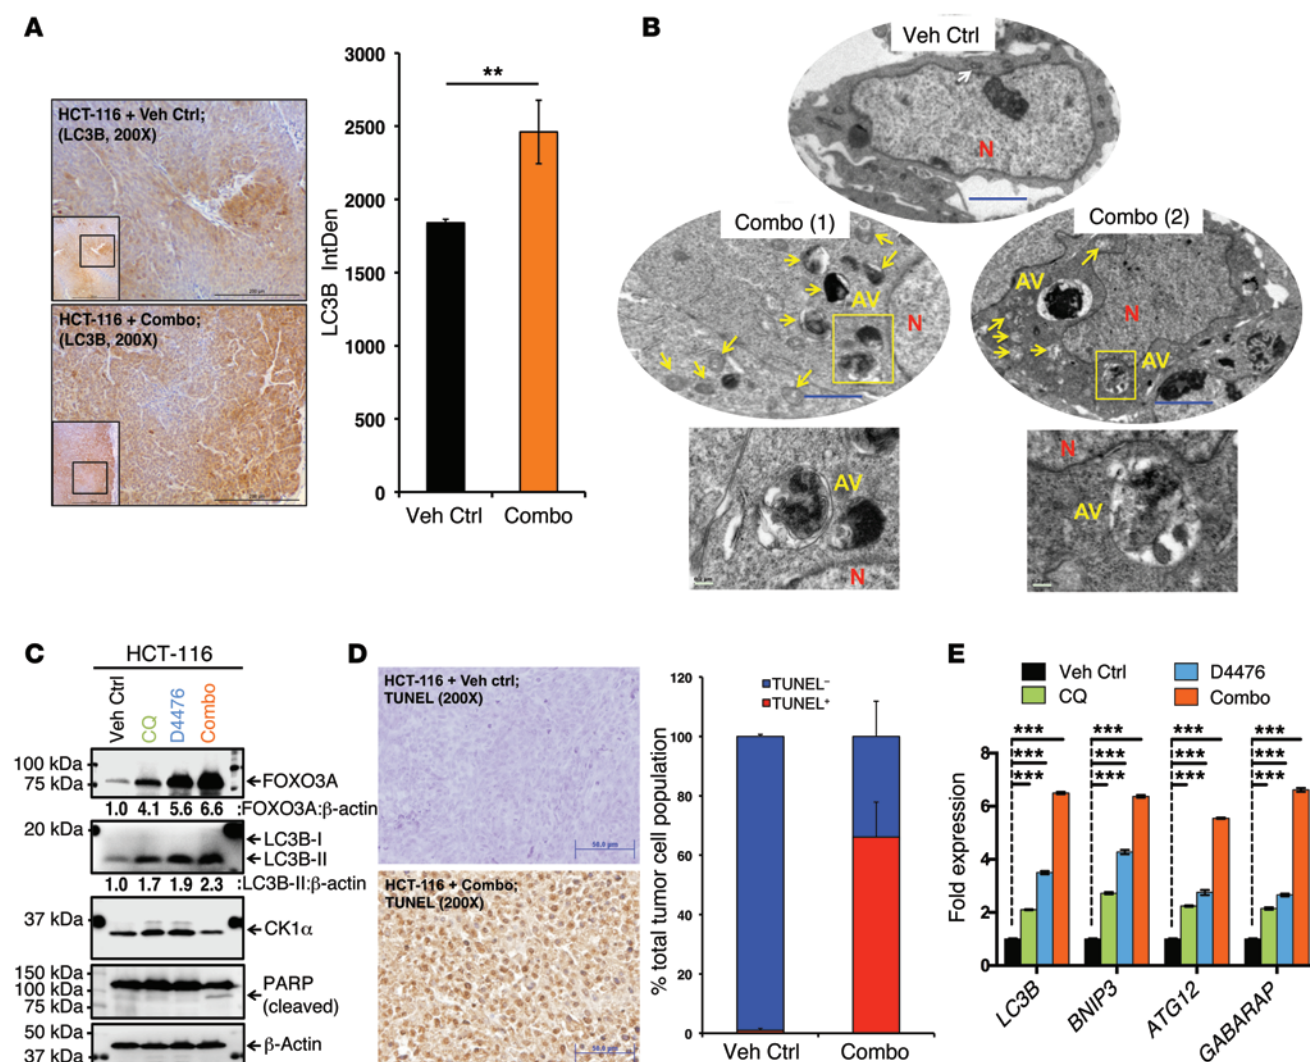 A
HCT-116 + Veh Ctrl;
(LC3B, 200X)
HCT-116 + Combo;
(LC3B, 200X)
LC3B IntDen
3000
2500
2000
1500
1000
500
0
**
Veh Ctrl
Combo
B
Veh Ctrl
N
Combo (1)
AV
N
Combo (2)
AV
N
AV
AV
N
N
AV
C
HCT-116
Veh Ctrl
CQ
D4476
Combo
100 kDa
75 kDa
FOXO3A
1.0 4.1 5.6 6.6 :FOXO3A:β-actin
20 kDa
LC3B-I
LC3B-II
1.0 1.7 1.9 2.3 :LC3B-II:β-actin
37 kDa
CK1α
150 kDa
100 kDa
75 kDa
PARP
(cleaved)
50 kDa
37 kDa
β-Actin
D
HCT-116 + Veh ctrl;
TUNEL (200X)
50.0 μm
HCT-116 + Combo;
TUNEL (200X)
50.0 μm
% total tumor cell population
120
100
80
60
40
20
0
TUNEL⁻
TUNEL⁺
Veh Ctrl
Combo
E
Veh Ctrl
CQ
D4476
Combo
Fold expression
8
6
4
2
0
*** *** *** ***
*** *** *** ***
*** *** *** ***
LC3B
BNIP3
ATG12
GABARAP